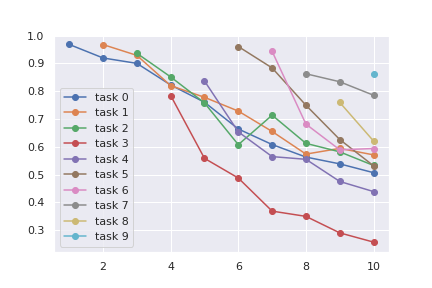 1.0
0.9
0.8
0.7
0.6
0.5
0.4
0.3
task 0
task 1
task 2
task 3
task 4
task 5
task 6
task 7
task 8
task 9
2 4 6 8 10